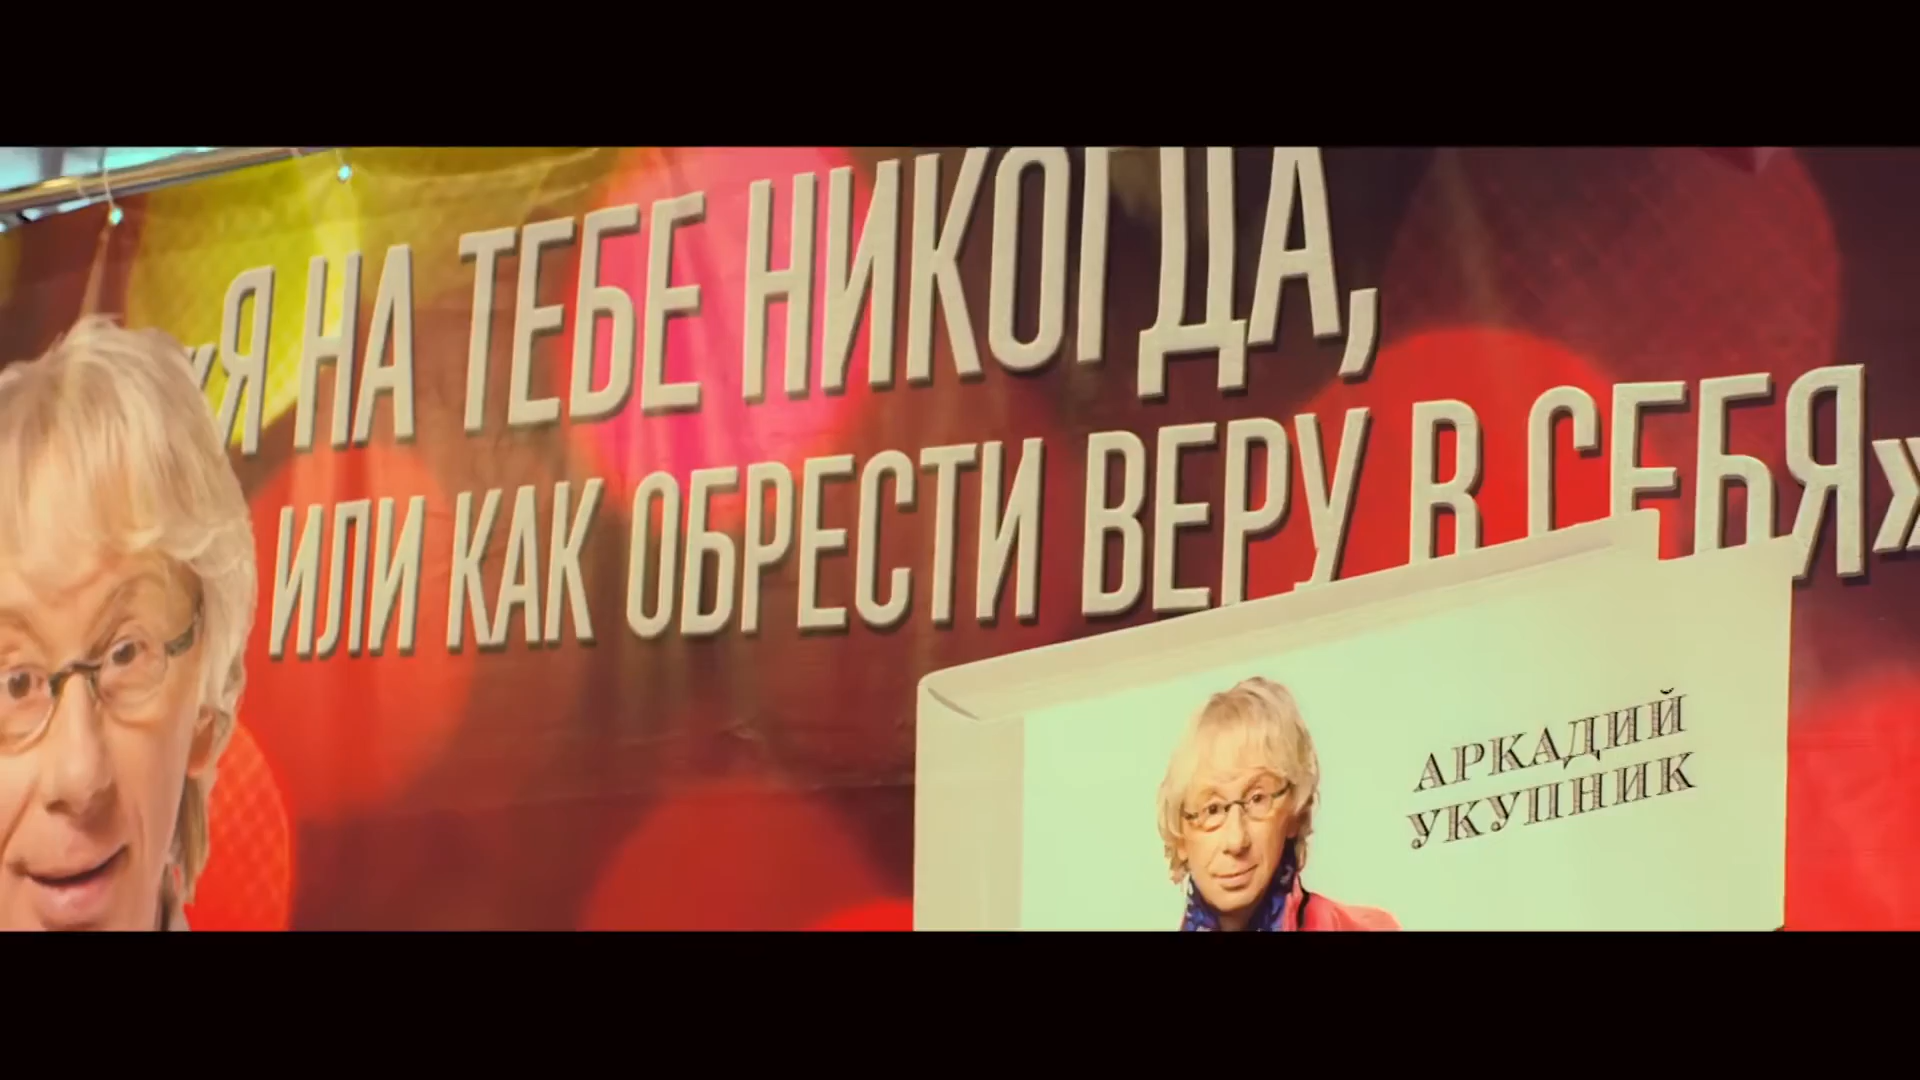 «Я НА ТЕБЕ НИКОГДА,
ИЛИ КАК ОБРЕСТИ ВЕРУ В СЕБЯ»
АРКАДИЙ
УКУПНИК